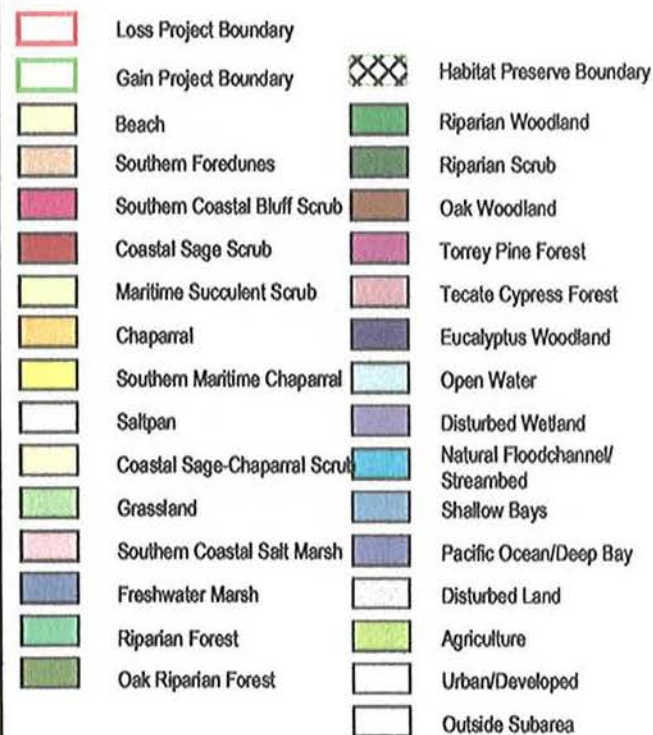 Loss Project Boundary
Gain Project Boundary
Beach
Southern Foredunes
Southern Coastal Bluff Scrub
Coastal Sage Scrub
Maritime Succulent Scrub
Chaparral
Southern Maritime Chaparral
Saltpan
Coastal Sage-Chaparral Scrub
Grassland
Southern Coastal Salt Marsh
Freshwater Marsh
Riparian Forest
Oak Riparian Forest
Habitat Preserve Boundary
Riparian Woodland
Riparian Scrub
Oak Woodland
Torrey Pine Forest
Tecate Cypress Forest
Eucalyptus Woodland
Open Water
Disturbed Wetland
Natural Floodchannel/
Streambed
Shallow Bays
Pacific Ocean/Deep Bay
Disturbed Land
Agriculture
Urban/Developed
Outside Subarea